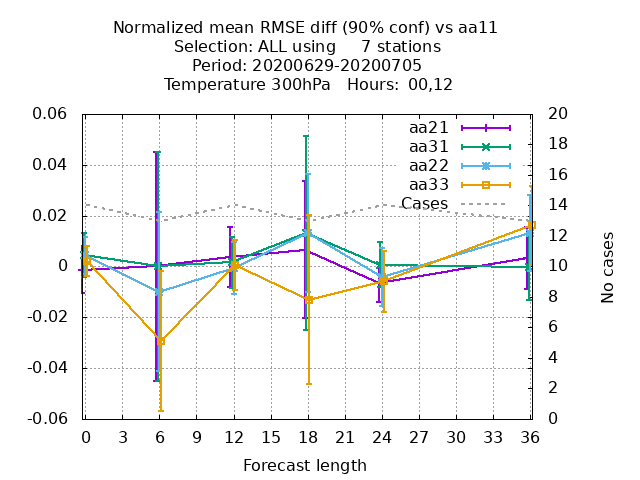 Normalized mean RMSE diff (90% conf) vs aa11
Selection: ALL using     7 stations
Period: 20200629-20200705
Temperature 300hPa   Hours:  00,12
0.06
0.04
0.02
0
-0.02
-0.04
-0.06
aa21
aa31
aa22
aa33
Cases
20
18
16
14
12
10
8
6
4
2
0
No cases
0 3 6 9 12 15 18 21 24 27 30 33 36
Forecast length